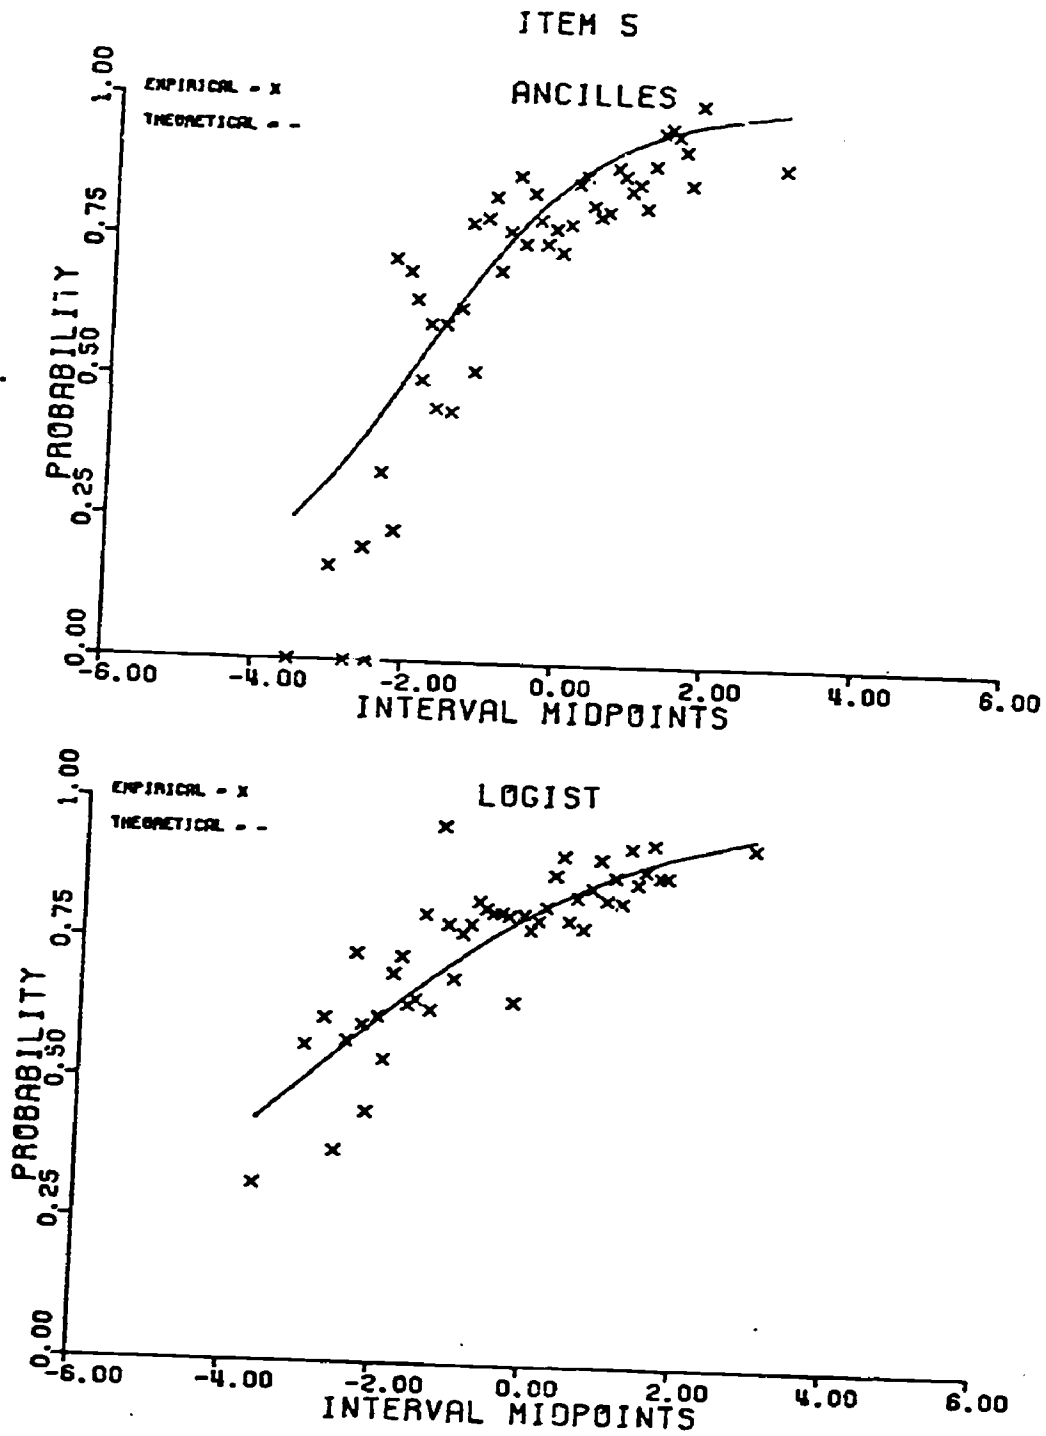 ITEM 5
ANCILLES
EMPIRICAL - X
THEORETICAL - -
PROBABILITY
1.00
0.75
0.50
0.25
0.00
-6.00 -4.00 -2.00 0.00 2.00 4.00 6.00
INTERVAL MIDPOINTS
LOGIST
EMPIRICAL - X
THEORETICAL - -
PROBABILITY
1.00
0.75
0.50
0.25
0.00
-6.00 -4.00 -2.00 0.00 2.00 4.00 6.00
INTERVAL MIDPOINTS